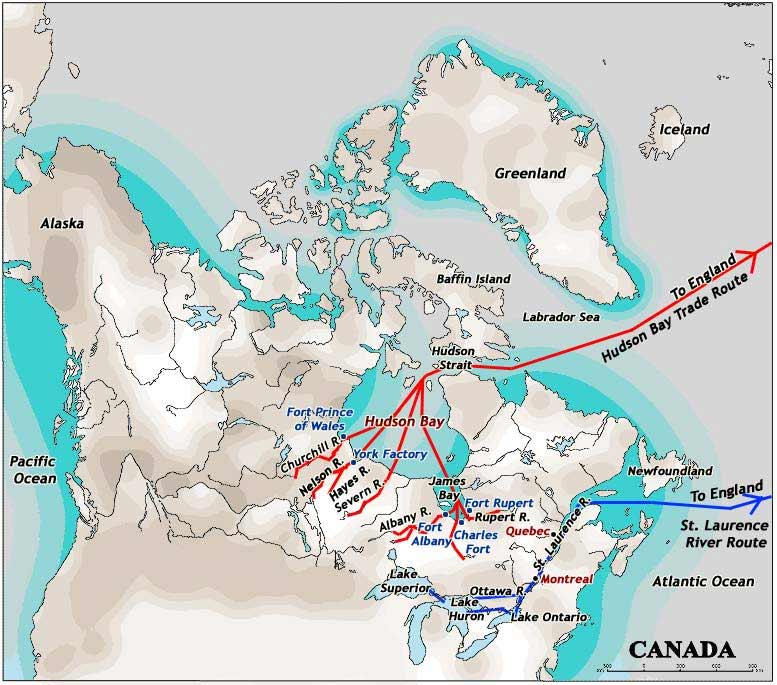 Iceland
Greenland
Alaska
To England
Hudson Bay Trade Route
Baffin Island
Labrador Sea
Hudson
Strait
Fort Prince
of Wales
Hudson Bay
Churchill R.
York Factory
Nelson R.
Hayes R.
Severn R.
Pacific
Ocean
Newfoundland
James
Bay
To England
St. Laurence
River Route
Fort Rupert
Rupert R.
Albany R.
Fort
Albany
Charles
Fort
Quebec
St. Laurence R.
Montreal
Atlantic Ocean
Lake
Superior
Ottawa R.
Lake
Huron
Lake Ontario
CANADA